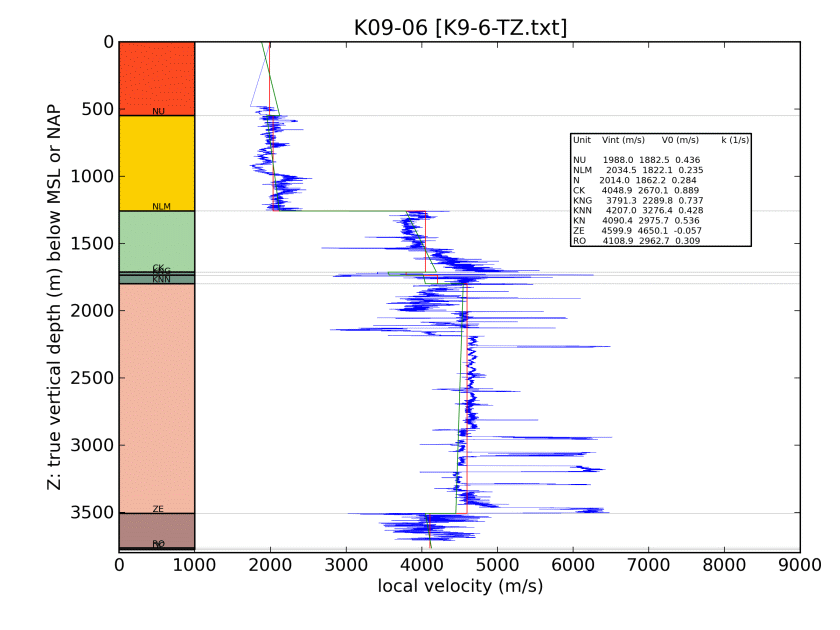 K09-06 [K9-6-TZ.txt]
0
500
1000
1500
2000
2500
3000
3500
Z: true vertical depth (m) below MSL or NAP
NU
NLM
CK
KNG
KNN
ZE
RO
Unit Vint (m/s) V0 (m/s) k (1/s)
NU 1988.0 1882.5 0.436
NLM 2034.5 1822.1 0.235
N 2014.0 1862.2 0.284
CK 4048.9 2670.1 0.889
KNG 3791.3 2289.8 0.737
KNN 4207.0 3276.4 0.428
KN 4090.4 2975.7 0.536
ZE 4599.9 4650.1 -0.057
RO 4108.9 2962.7 0.309
0 1000 2000 3000 4000 5000 6000 7000 8000 9000
local velocity (m/s)